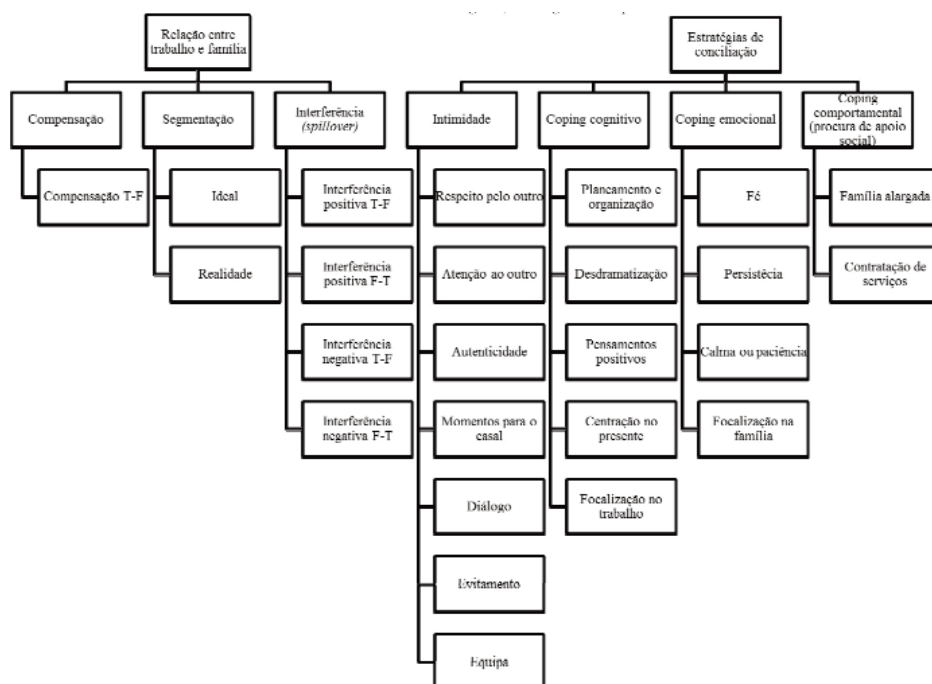 Relação entre
trabalho e família
Estratégias de
conciliação
Compensação
Segmentação
Interferência
(spillover)
Intimidade
Coping cognitivo
Coping emocional
Coping
comportamental
(procura de apoio
social)
Compensação T-F
Ideal
Realidade
Interferência
positiva T-F
Interferência
positiva F-T
Interferência
negativa T-F
Interferência
negativa F-T
Respeito pelo outro
Atenção ao outro
Autenticidade
Momentos para o
casal
Diálogo
Evitamento
Equipa
Planeamento e
organização
Desdramatização
Pensamentos
positivos
Centração no
presente
Focalização no
trabalho
Fé
Persistêcia
Calma ou paciência
Focalização na
família
Família alargada
Contratação de
serviços